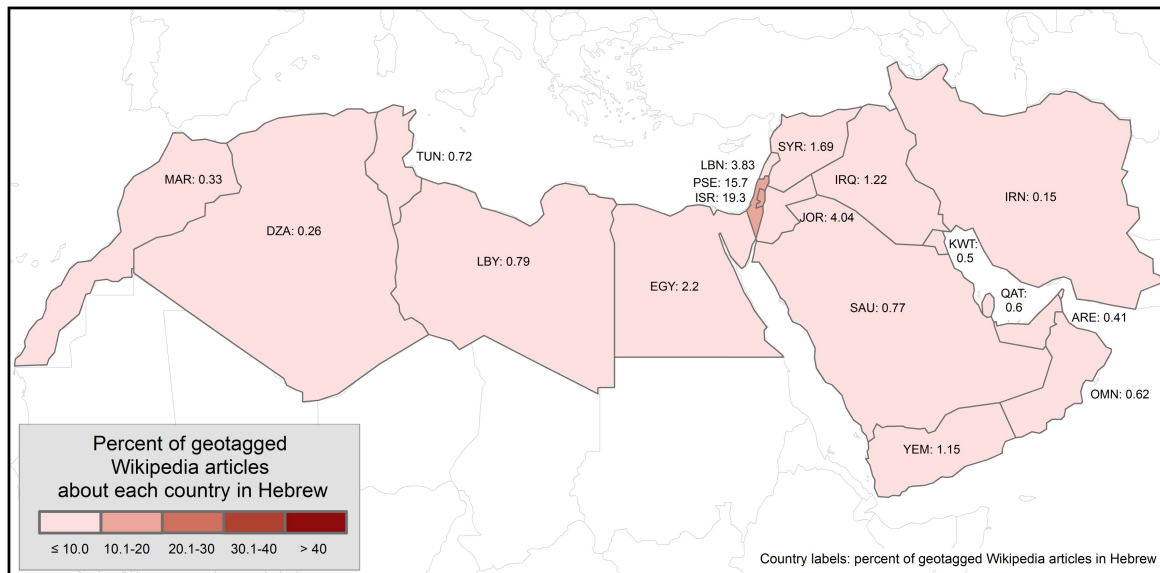 TUN: 0.72
MAR: 0.33
DZA: 0.26
LBY: 0.79
EGY: 2.2
LBN: 3.83
PSE: 15.7
ISR: 19.3
SYR: 1.69
IRQ: 1.22
JOR: 4.04
IRN: 0.15
KWT:
0.5
QAT:
0.6
SAU: 0.77
ARE: 0.41
OMN: 0.62
YEM: 1.15
Percent of geotagged
Wikipedia articles
about each country in Hebrew
≤ 10.0 10.1-20 20.1-30 30.1-40 > 40
Country labels: percent of geotagged Wikipedia articles in Hebrew